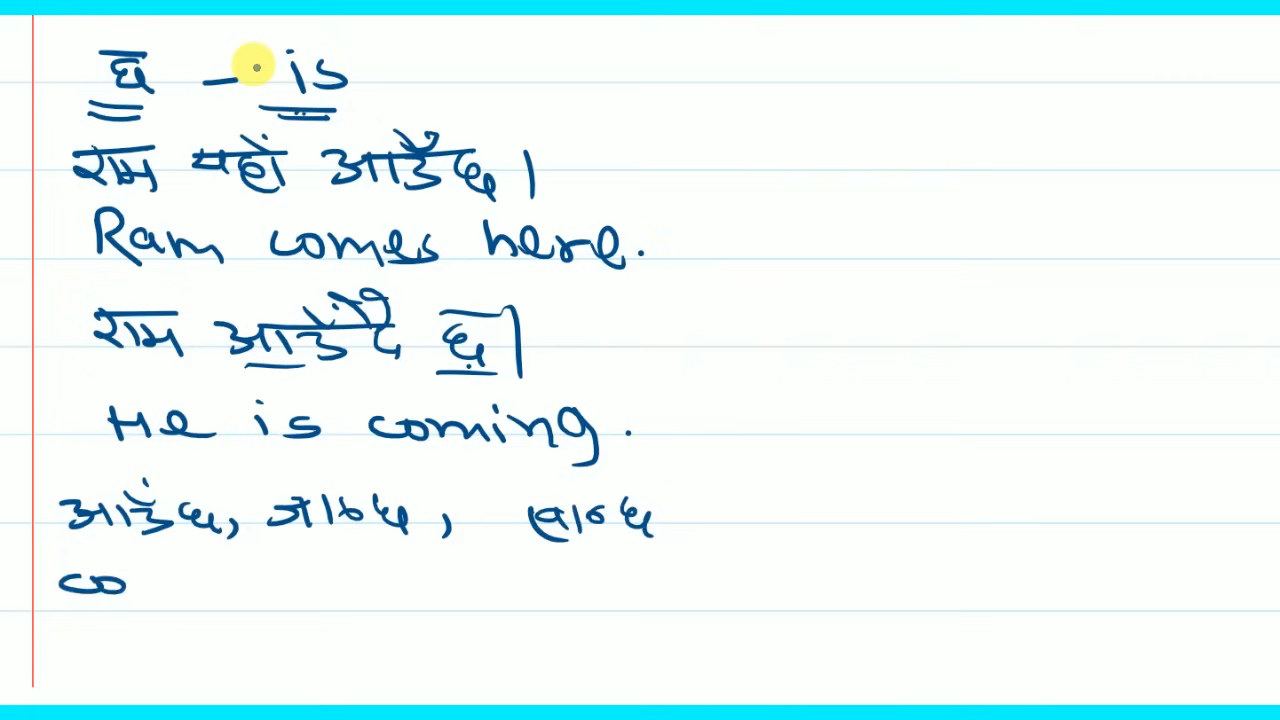 छ - is
राम यहाँ आउँछ।
Ram comes here.
राम आउँदै छ।
He is coming.
आउँछ, जान्छ, खान्छ
co